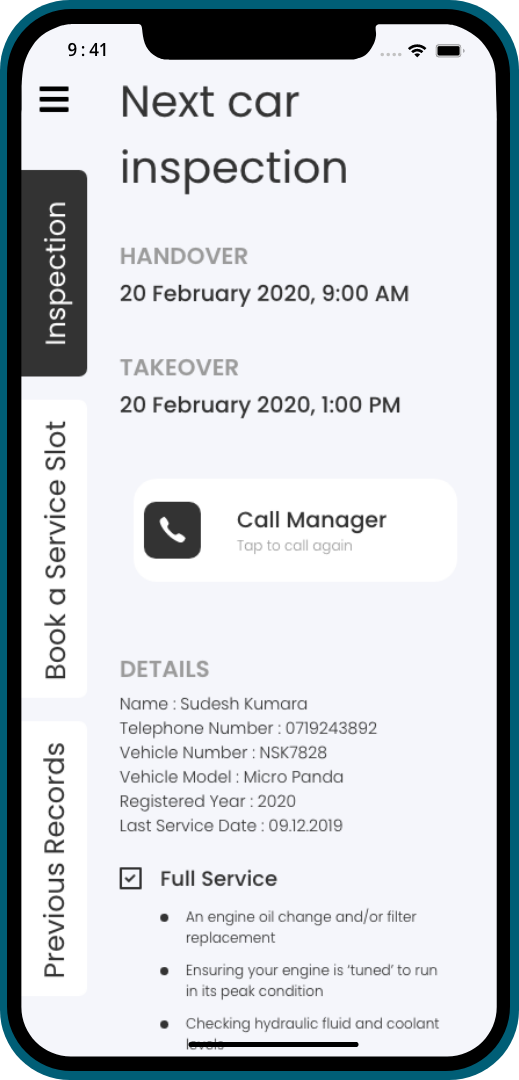 9:41
Next car
inspection
Inspection
HANDOVER
20 February 2020, 9:00 AM
TAKEOVER
20 February 2020, 1:00 PM
Book a Service Slot
Call Manager
Tap to call again
DETAILS
Name : Sudesh Kumara
Telephone Number : 0719243892
Vehicle Number : NSK7828
Vehicle Model : Micro Panda
Registered Year : 2020
Last Service Date : 09.12.2019
Previous Records
Full Service
An engine oil change and/or filter
replacement
Ensuring your engine is ‘tuned’ to run
in its peak condition
Checking hydraulic fluid and coolant
levels